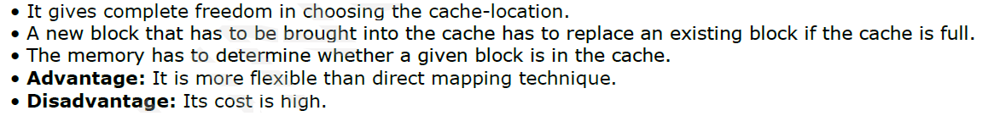 • It gives complete freedom in choosing the cache-location.
• A new block that has to be brought into the cache has to replace an existing block if the cache is full.
• The memory has to determine whether a given block is in the cache.
• Advantage: It is more flexible than direct mapping technique.
• Disadvantage: Its cost is high.